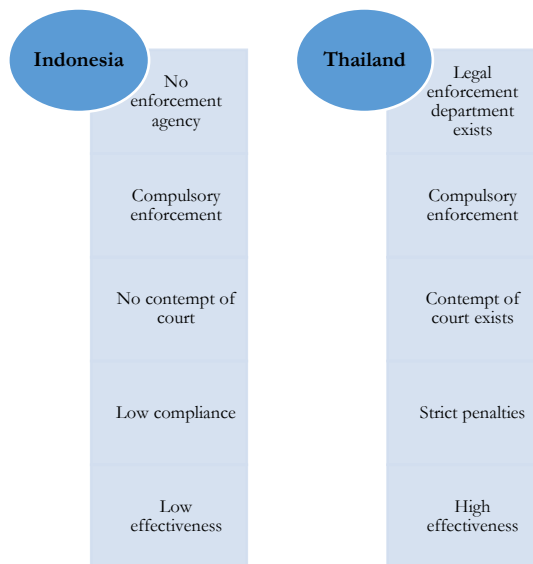 Indonesia
No
enforcement
agency
Compulsory
enforcement
No contempt of
court
Low compliance
Low
effectiveness
Thailand
Legal
enforcement
department
exists
Compulsory
enforcement
Contempt of
court exists
Strict penalties
High
effectiveness